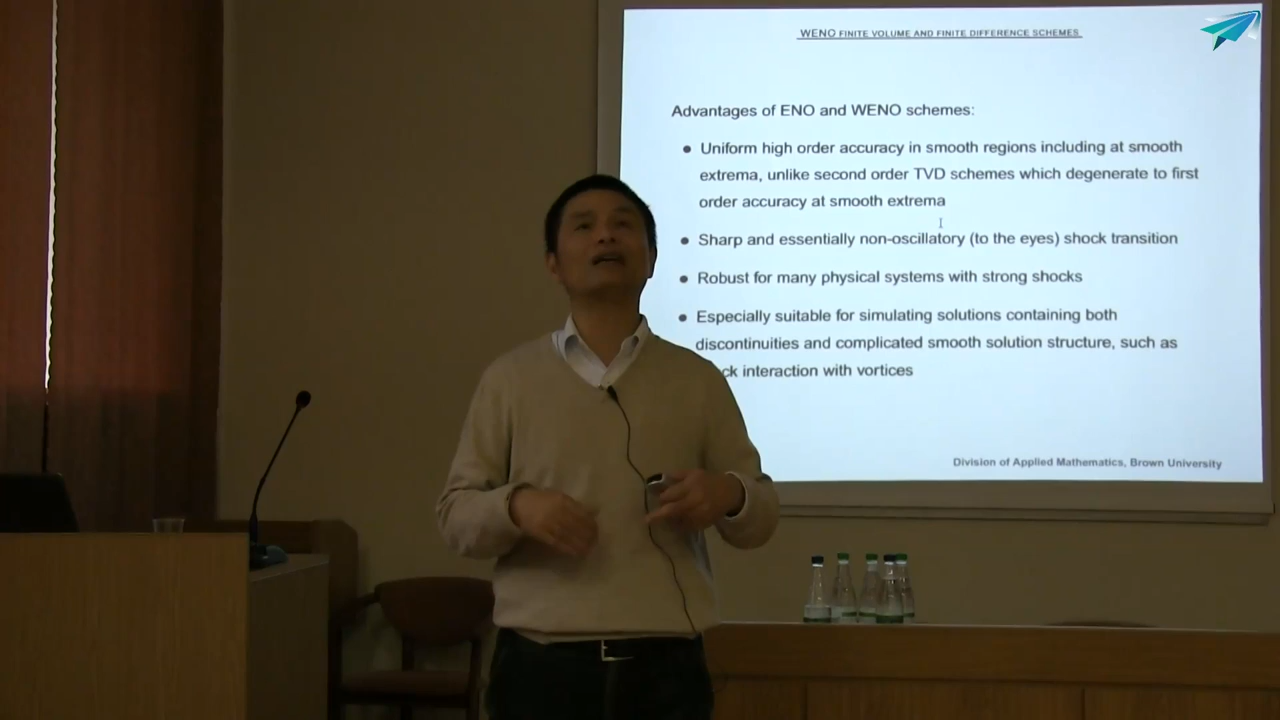 WENO FINITE VOLUME AND FINITE DIFFERENCE SCHEMES
Advantages of ENO and WENO schemes:
• Uniform high order accuracy in smooth regions including at smooth
extrema, unlike second order TVD schemes which degenerate to first
order accuracy at smooth extrema
• Sharp and essentially non-oscillatory (to the eyes) shock transition
• Robust for many physical systems with strong shocks
• Especially suitable for simulating solutions containing both
discontinuities and complicated smooth solution structure, such as
ck interaction with vortices
Division of Applied Mathematics, Brown University